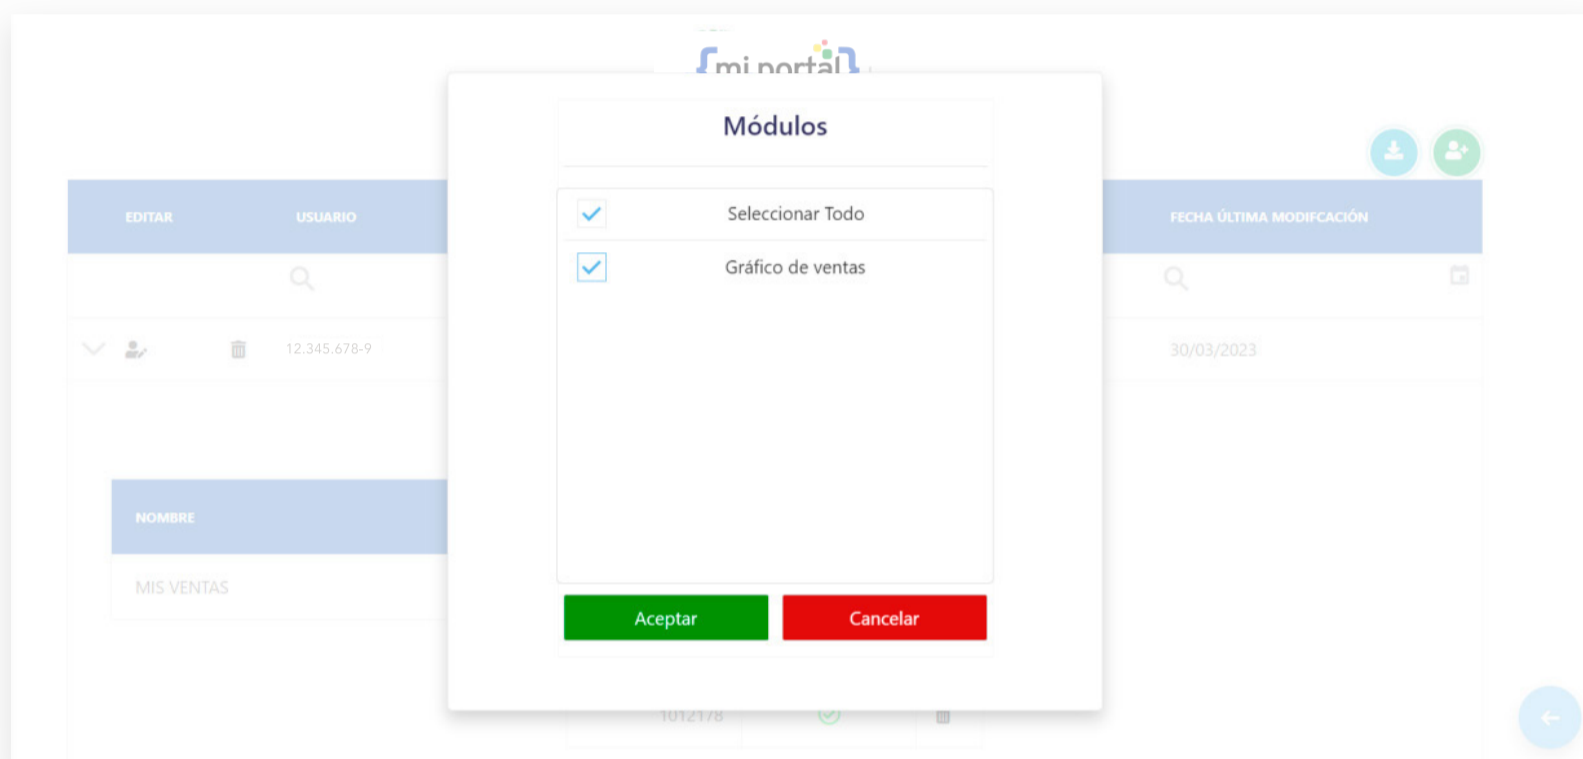 {mi portal}
Módulos
EDITAR USUARIO FECHA ÚLTIMA MODIFCACIÓN
Seleccionar Todo
Gráfico de ventas
12.345.678-9 30/03/2023
NOMBRE
MIS VENTAS
Aceptar Cancelar
1012178